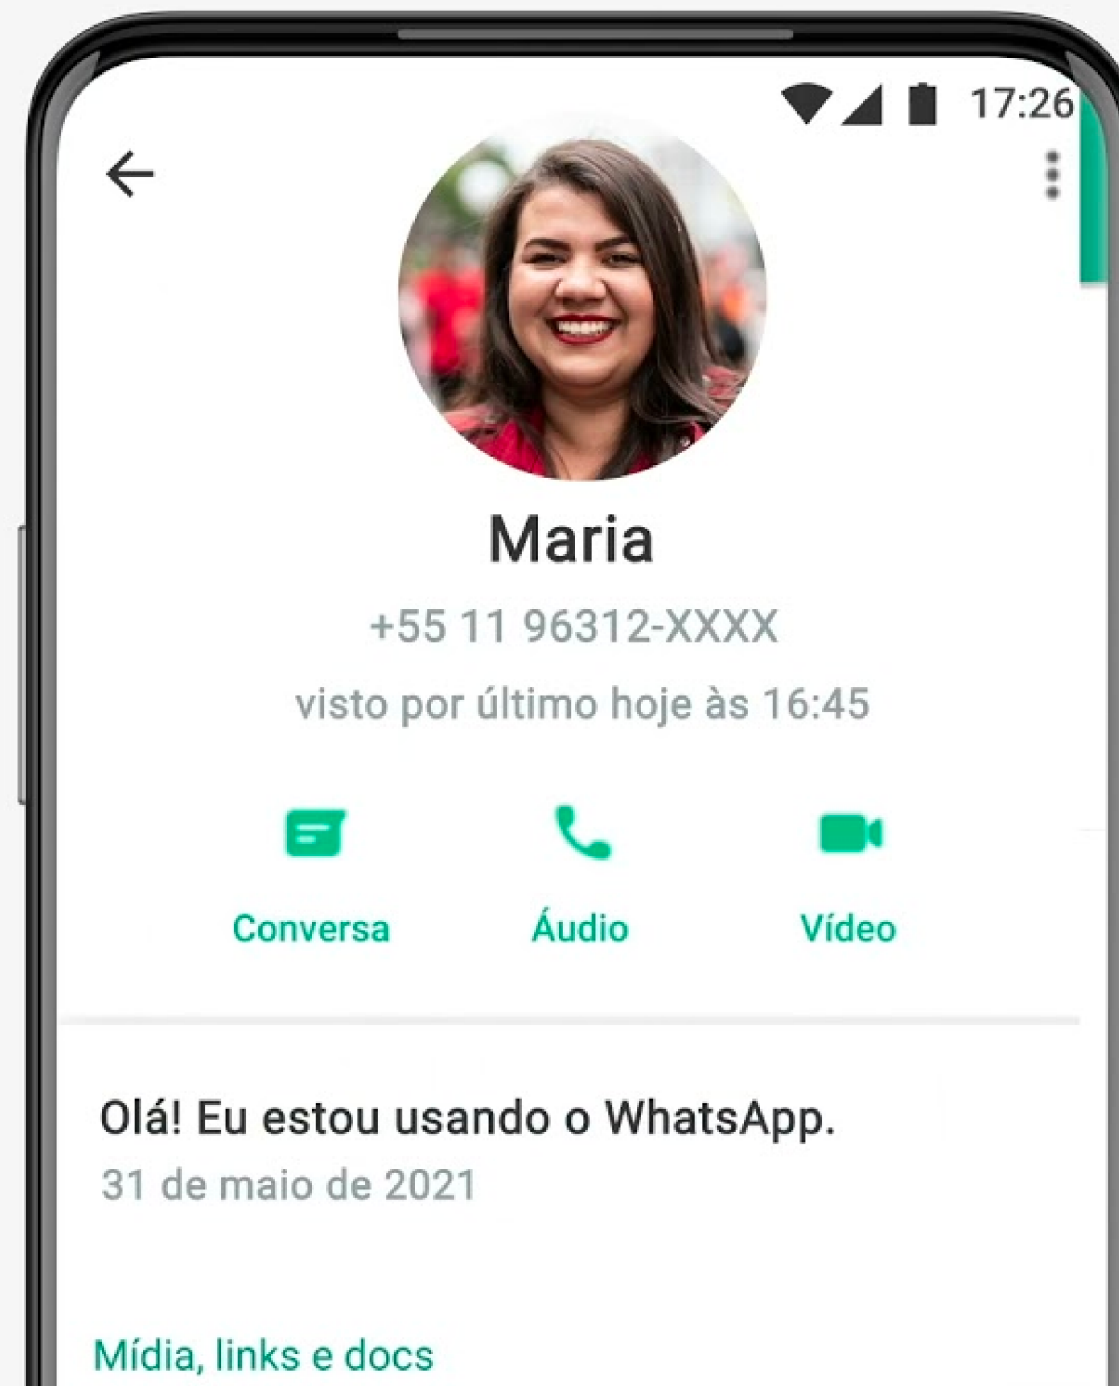 17:26
Maria
+55 11 96312-XXXX
visto por último hoje às 16:45
Conversa Áudio Vídeo
Olá! Eu estou usando o WhatsApp.
31 de maio de 2021
Mídia, links e docs